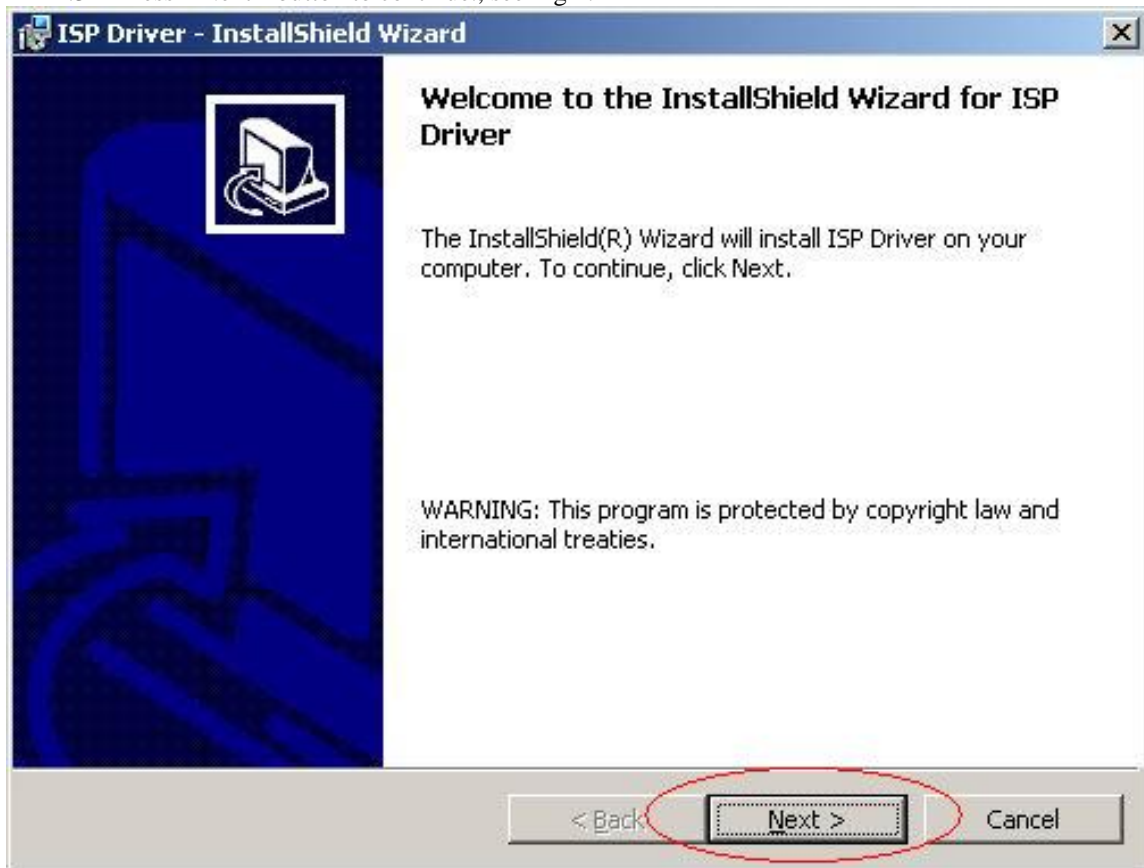 ISP Driver - InstallShield Wizard
Welcome to the InstallShield Wizard for ISP
Driver
The InstallShield(R) Wizard will install ISP Driver on your
computer. To continue, click Next.
WARNING: This program is protected by copyright law and
international treaties.
< Back
Next >
Cancel